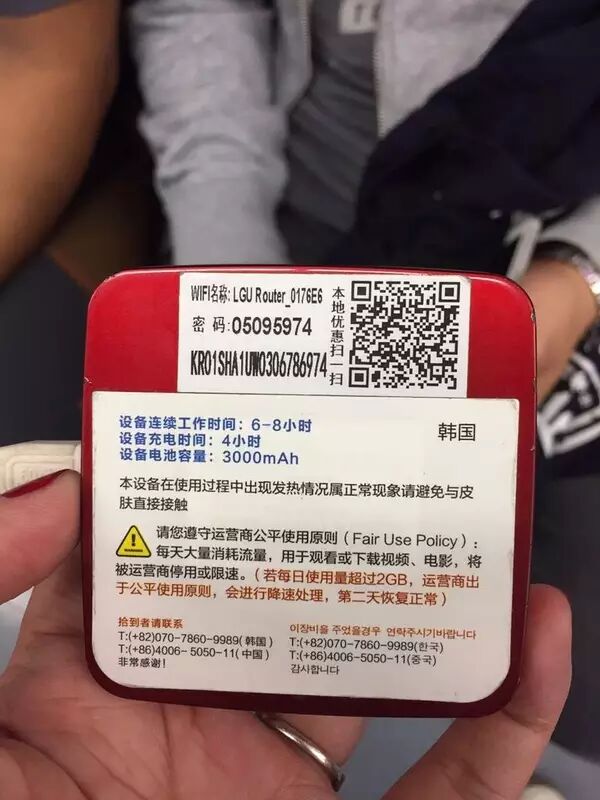 WIFI名称: LGU Router_0176E6
密 码: 05095974
KR01SHA1UW0306786974
本地优惠扫一扫
设备连续工作时间: 6-8小时
设备充电时间: 4小时
设备电池容量: 3000mAh
韩国
本设备在使用过程中出现发热情况属正常现象请避免与皮
肤直接接触
请您遵守运营商公平使用原则（Fair Use Policy）:
每天大量消耗流量，用于观看或下载视频、电影，将
被运营商停用或限速。（若每日使用量超过2GB，运营商出
于公平使用原则，会进行降速处理，第二天恢复正常）
拾到者请联系
T:(+82)070-7860-9989(韩国)
T:(+86)4006-5050-11(中国)
非常感谢!
이장비을 주었을경우 연락주시기바랍니다
T:(+82)070-7860-9989(한국)
T:(+86)4006-5050-11(중국)
감사합니다